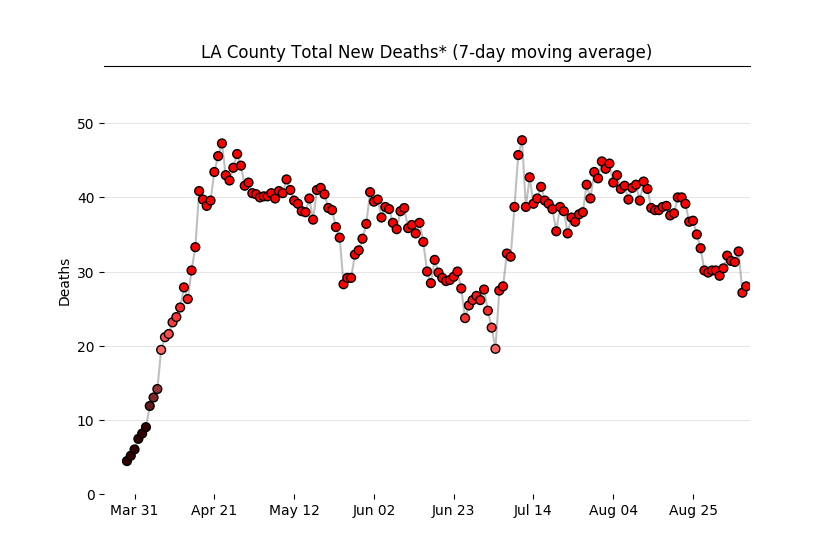 LA County Total New Deaths* (7-day moving average)
Deaths
50
40
30
20
10
0
Mar 31 Apr 21 May 12 Jun 02 Jun 23 Jul 14 Aug 04 Aug 25